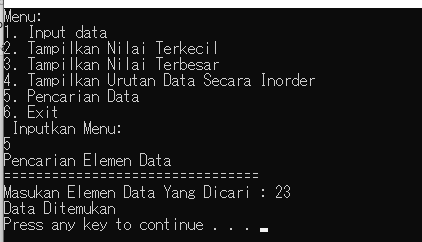 Menu:
1. Input data
2. Tampilkan Nilai Terkecil
3. Tampilkan Nilai Terbesar
4. Tampilkan Urutan Data Secara Inorder
5. Pencarian Data
6. Exit
Inputkan Menu:
5
Pencarian Elemen Data
================================
Masukan Elemen Data Yang Dicari : 23
Data Ditemukan
Press any key to continue . . .